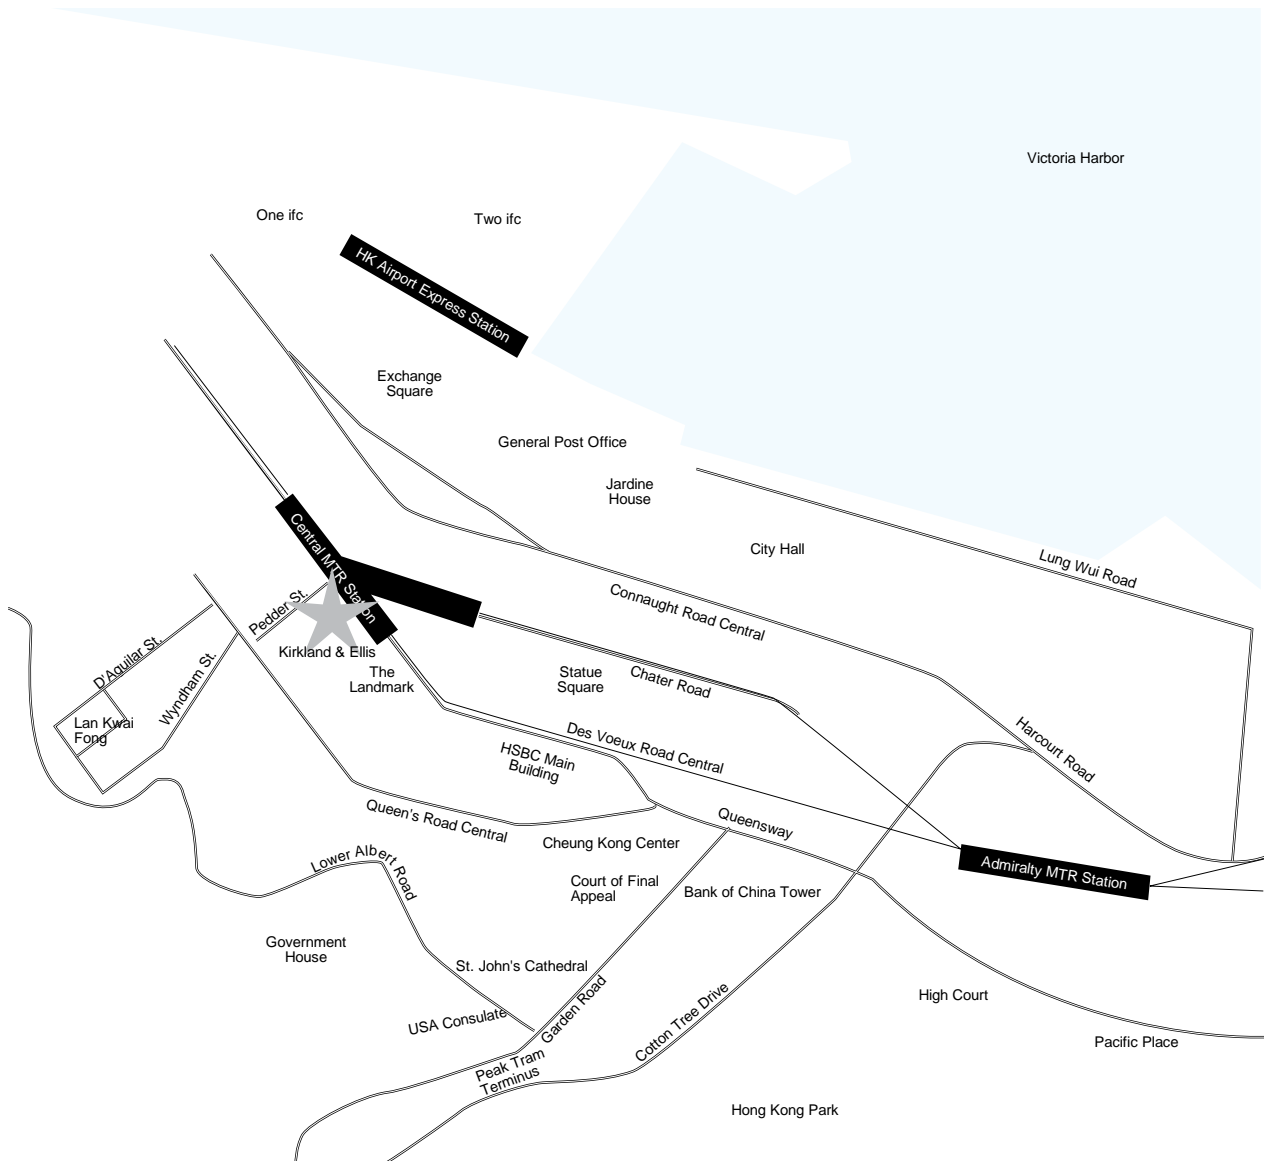 Victoria Harbor
One ifc
Two ifc
HK Airport Express Station
Exchange
Square
General Post Office
Jardine
House
City Hall
Lung Wui Road
Central MTR Station
Connaught Road Central
Pedder St.
Kirkland & Ellis
D'Aquilar St.
Wyndham St.
The
Landmark
Statue
Square
Chater Road
Lan Kwai
Fong
Des Voeux Road Central
Harcourt Road
HSBC Main
Building
Queen's Road Central
Queensway
Cheung Kong Center
Lower Albert Road
Admiralty MTR Station
Court of Final
Appeal
Bank of China Tower
Government
House
St. John's Cathedral
High Court
USA Consulate
Garden Road
Cotton Tree Drive
Pacific Place
Peak Tram
Terminus
Hong Kong Park